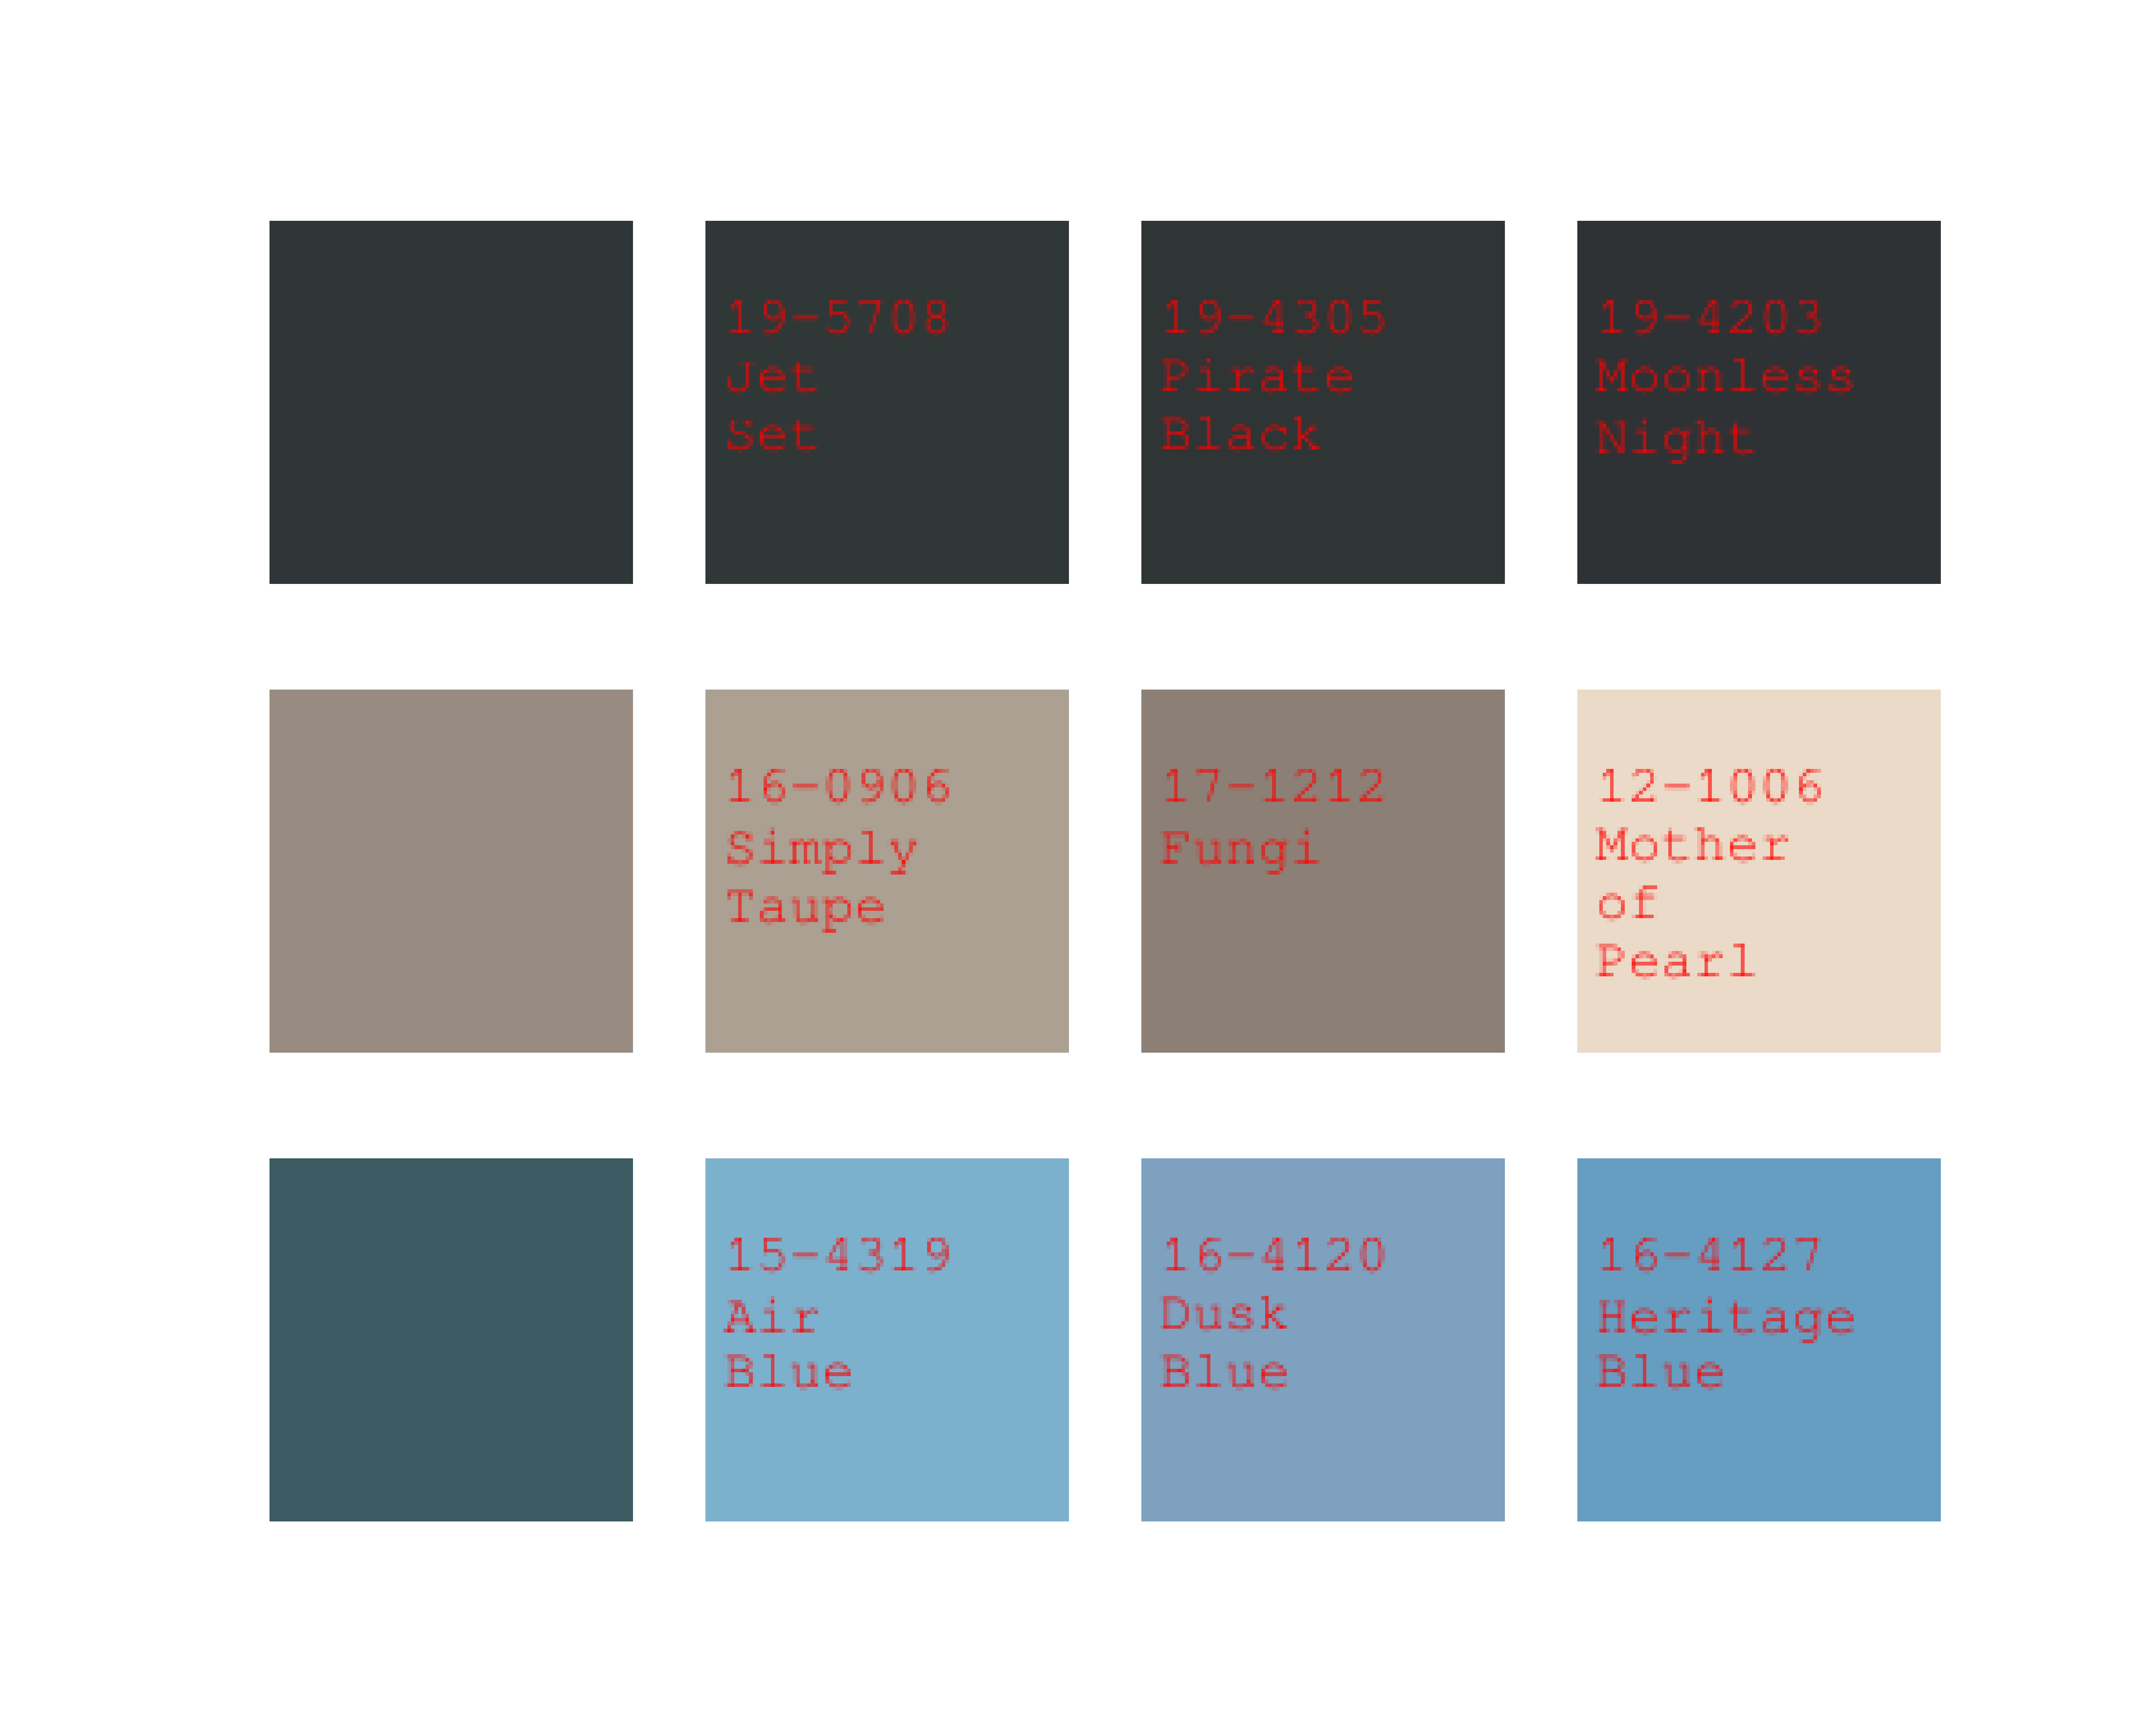 19-5708
Jet
Set
19-4305
Pirate
Black
19-4203
Moonless
Night
16-0906
Simply
Taupe
17-1212
Fungi
12-1006
Mother
of
Pearl
15-4319
Air
Blue
16-4120
Dusk
Blue
16-4127
Heritage
Blue